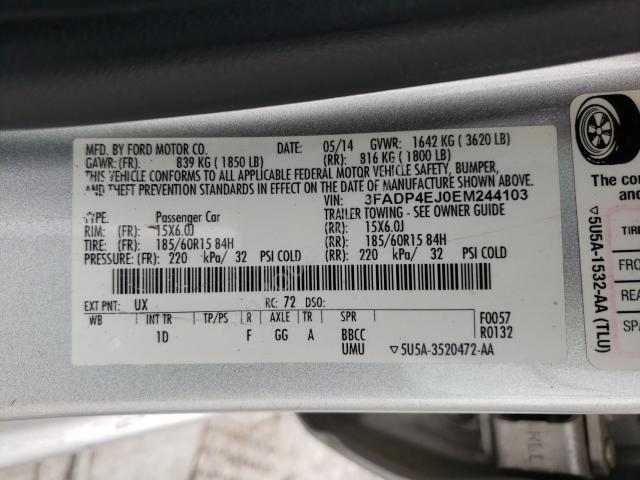 MFD. BY FORD MOTOR CO. DATE: 05/14 GVWR: 1642 KG ( 3620 LB)
GAWR: (FR): 839 KG ( 1850 LB) (RR): 816 KG ( 1800 LB)
THIS VEHICLE CONFORMS TO ALL APPLICABLE FEDERAL MOTOR VEHICLE SAFETY, BUMPER,
AND THEFT PREVENTION STANDARDS IN EFFECT ON THE DATE OF MANUFACTURE SHOWN ABOVE.
VIN: 3FADP4EJ0EM244103
TYPE: Passenger Car TRAILER TOWING - SEE OWNER GUIDE
RIM: (FR): 15X6.0J (RR): 15X6.0J
TIRE: (FR): 185/60R15 84H (RR): 185/60R15 84H
PRESSURE: (FR): 220 kPa/ 32 PSI COLD (RR): 220 kPa/ 32 PSI COLD
EXT PNT: UX RC: 72 DSO:
WB INT TR TP/PS R AXLE TR SPR F0057
1D F GG A BBCC R0132
UMU 5U5A-3520472-AA
5U5A-1532-AA (TLU)
The co
and
TIRE
FRO
REA
SPA